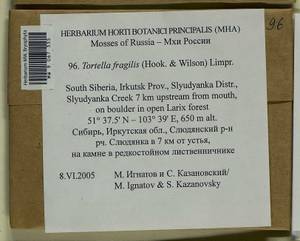 96
HERBARIUM HORTI BOTANICI PRINCIPALIS (MHA)
Mosses of Russia – Мхи России
96. Tortella fragilis (Hook. & Wilson) Limpr.
South Siberia, Irkutsk Prov., Slyudyanka Distr.,
Slyudyanka Creek 7 km upstream from mouth,
on boulder in open Larix forest
51° 37.5' N – 103° 39' E, 650 m alt.
Сибирь, Иркутская обл., Слюдянский р-н
рч. Слюдянка в 7 км от устья,
на камне в редкостойном лиственничнике
8.VI.2005 М. Игнатов и С. Казановский/
M. Ignatov & S. Kazanovsky